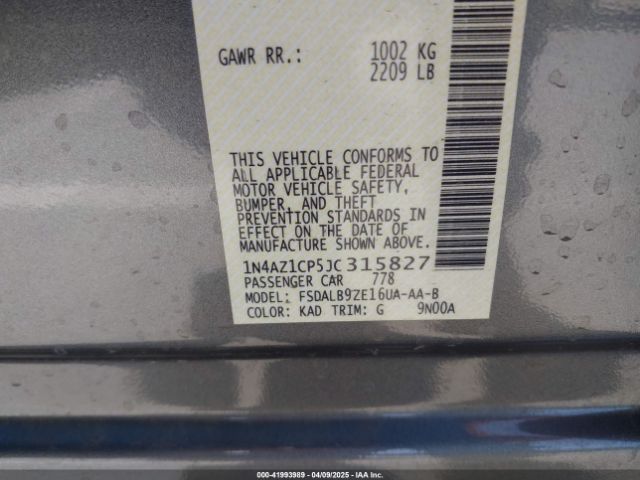 GAWR RR.: 1002 KG
2209 LB
THIS VEHICLE CONFORMS TO
ALL APPLICABLE FEDERAL
MOTOR VEHICLE SAFETY,
BUMPER, AND THEFT
PREVENTION STANDARDS IN
EFFECT ON THE DATE OF
MANUFACTURE SHOWN ABOVE.
1N4AZ1CP5JC315827
PASSENGER CAR 778
MODEL: FSDALB9ZE16UA-AA-B
COLOR: KAD TRIM: G 9N00A
000-41993989 | 04/09/2025 | IAAI.com